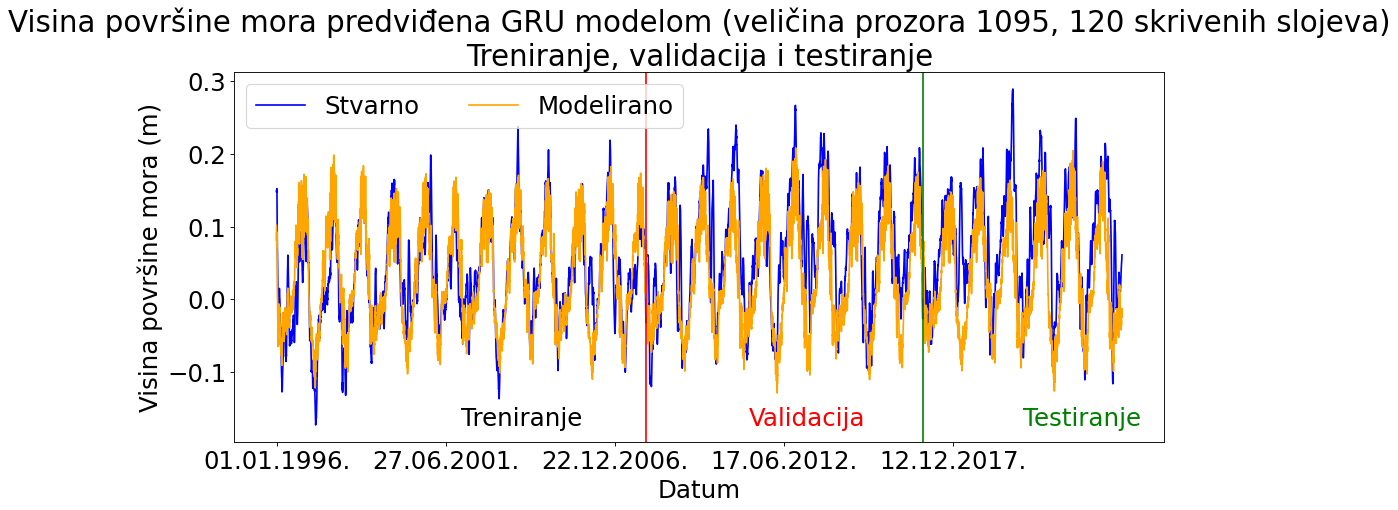 Visina površine mora predviđena GRU modelom (veličina prozora 1095, 120 skrivenih slojeva)
Treniranje, validacija i testiranje
Stvarno
Modelirano
Visina površine mora (m)
0.3
0.2
0.1
0.0
−0.1
Treniranje
Validacija
Testiranje
01.01.1996.
27.06.2001.
22.12.2006.
17.06.2012.
12.12.2017.
Datum